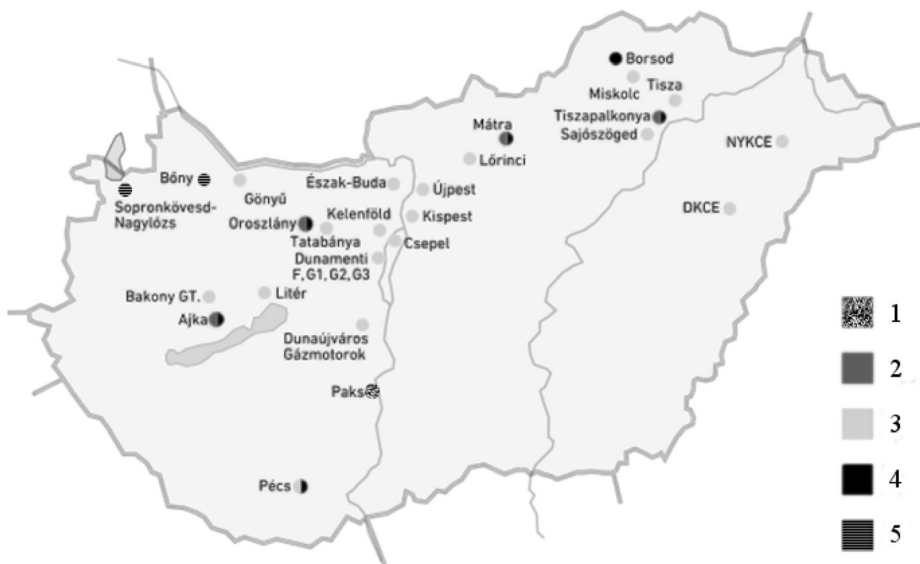 Borsod
Miskolc
Tisza
Mátra
Tiszapalkonya
Sajószöged
NYKCE
Lőrinci
Bőny
Gönyű
Észak-Buda
Újpest
Sopronkövesd-
Nagylózs
Oroszlány
Kelenföld
Kispest
DKCE
Tatabánya
Csepel
Dunamenti
F, G1, G2, G3
Bakony GT.
Litér
Ajka
Dunaújváros
Gázmotorok
Paks
Pécs
1
2
3
4
5